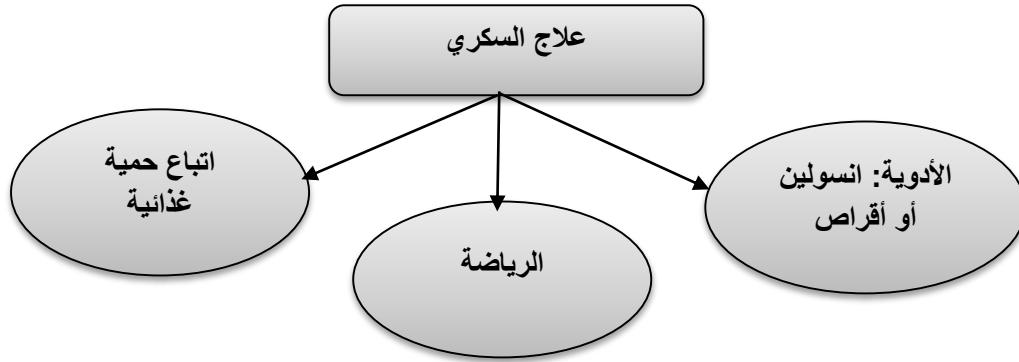 علاج السكري
الأدوية: انسولين
أو أقراص
الرياضة
اتباع حمية
غذائية